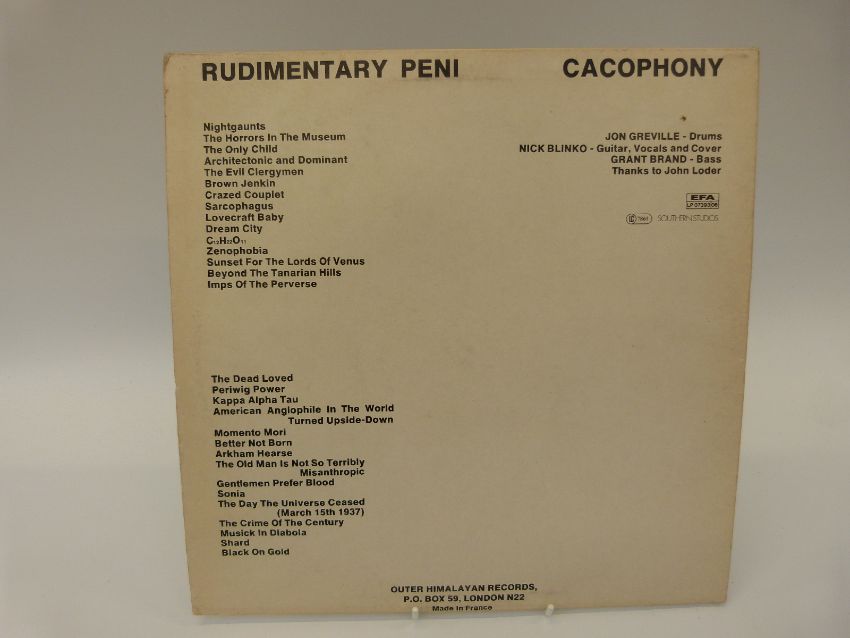 RUDIMENTARY PENI
CACOPHONY
Nightgaunts
The Horrors In The Museum
The Only Child
Architectonic and Dominant
The Evil Clergymen
Brown Jenkin
Crazed Couplet
Sarcophagus
Lovecraft Baby
Dream City
C₁₂H₂₂O₁₁
Zenophobia
Sunset For The Lords Of Venus
Beyond The Tanarian Hills
Imps Of The Perverse
JON GREVILLE - Drums
NICK BLINKO - Guitar, Vocals and Cover
GRANT BRAND - Bass
Thanks to John Loder
EFA
SOUTHERN STUDIOS
The Dead Loved
Periwig Power
Kappa Alpha Tau
American Anglophile In The World
Turned Upside-Down
Momento Mori
Better Not Born
Arkham Hearse
The Old Man Is Not So Terribly
Misanthropic
Gentlemen Prefer Blood
Sonia
The Day The Universe Ceased
(March 15th 1937)
The Crime Of The Century
Musick In Diabola
Shard
Black On Gold
OUTER HIMALAYAN RECORDS,
P.O. BOX 59, LONDON N22
Made in France